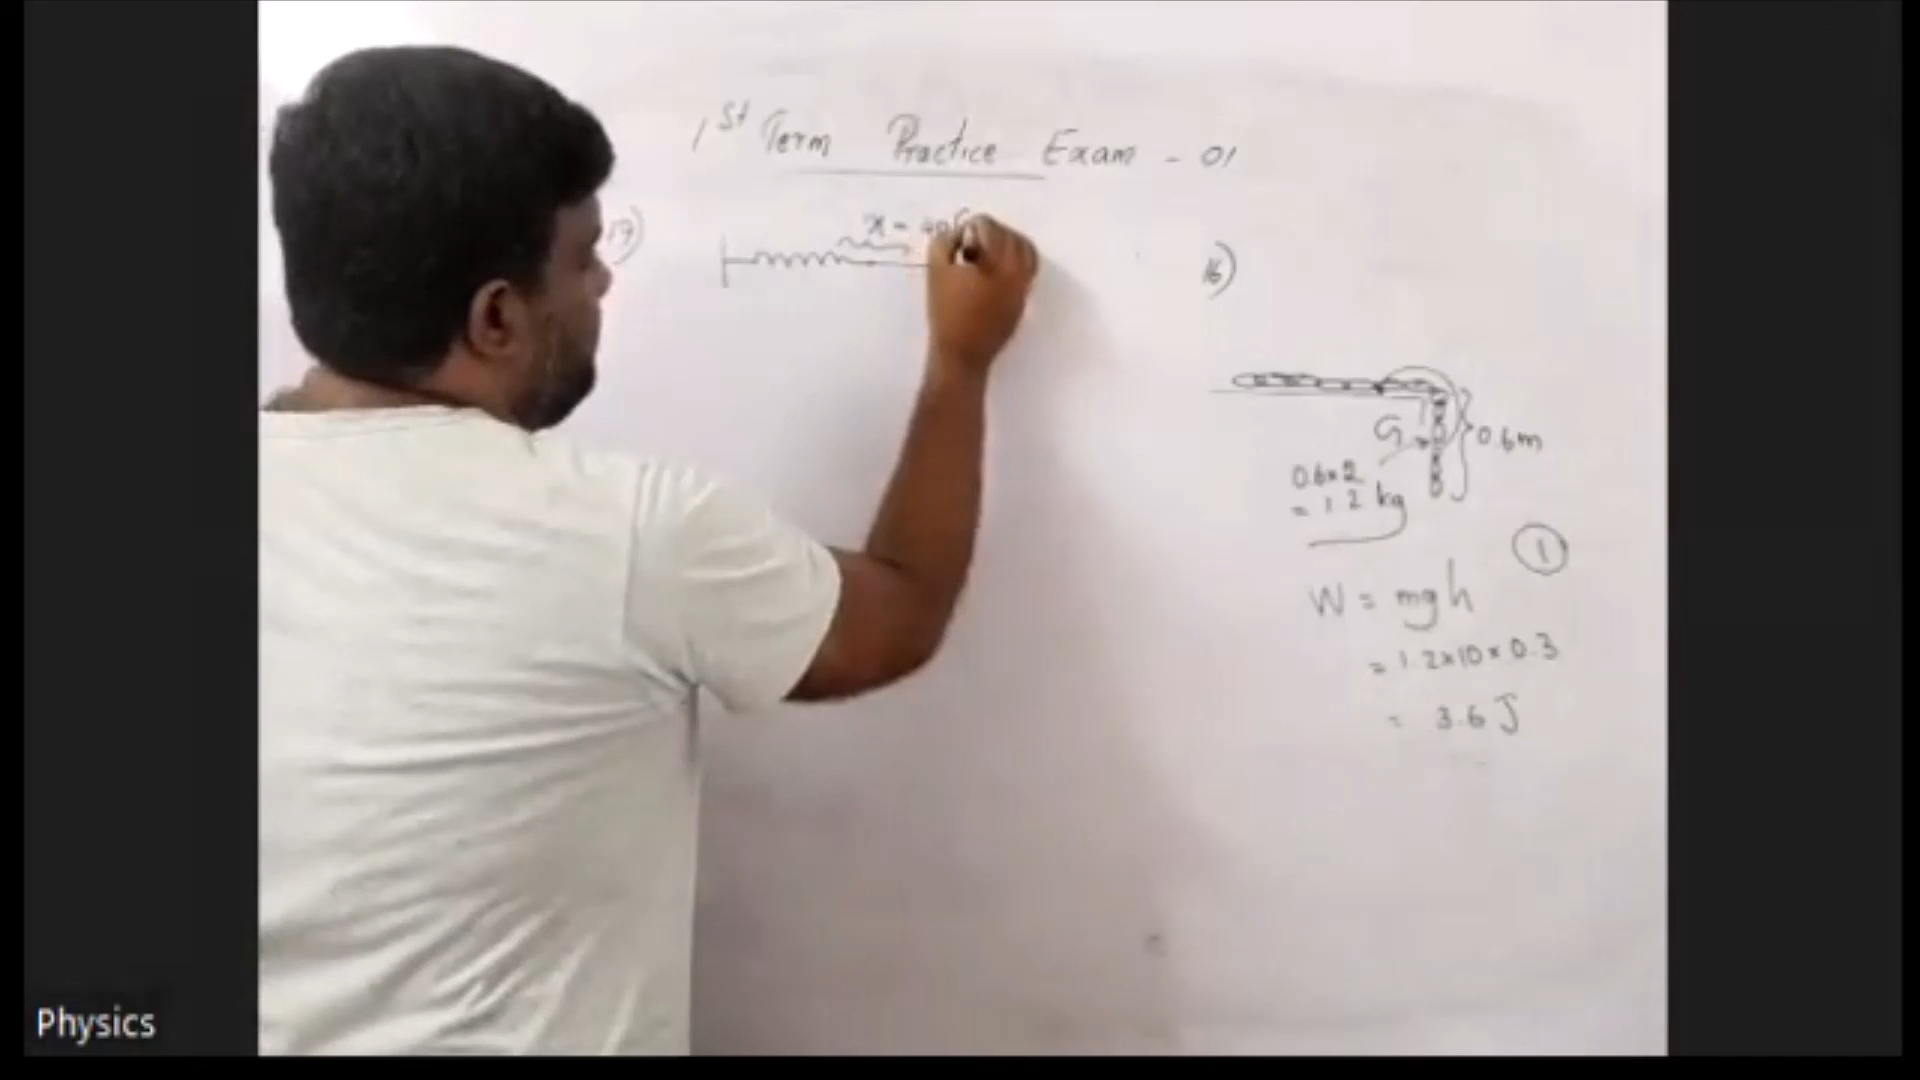 1st Term Practice Exam - 01
17)
x =
16)
0.6m
G
0.6×2
= 1.2 kg
1
W = mgh
= 1.2×10×0.3
= 3.6 J
Physics